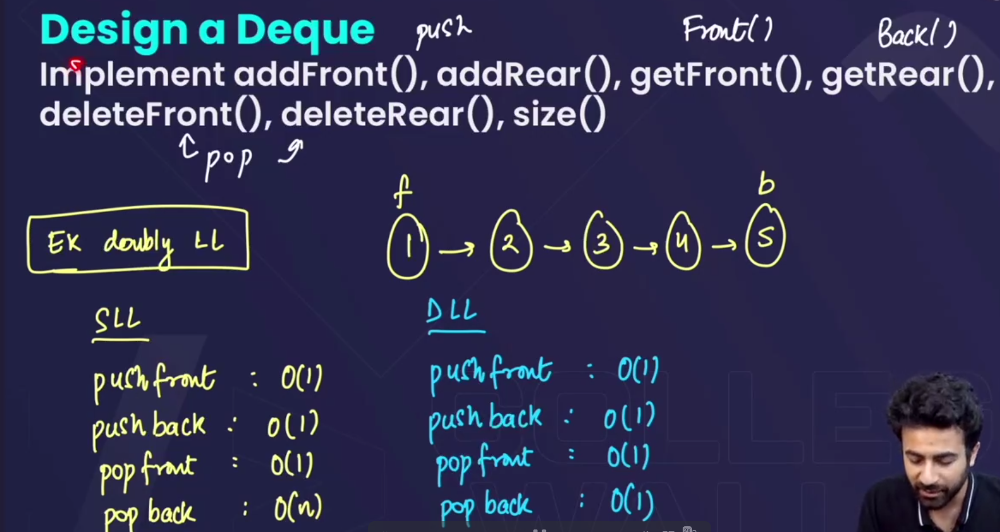 Design a Deque push Front() Back()
Implement addFront(), addRear(), getFront(), getRear(),
deleteFront(), deleteRear(), size()
pop
f b
EK doubly LL
1 → 2 → 3 → 4 → 5
SLL DLL
push front : O(1) push front : O(1)
push back : O(1) push back : O(1)
pop front : O(1) pop front : O(1)
pop back : O(n) pop back : O(1)